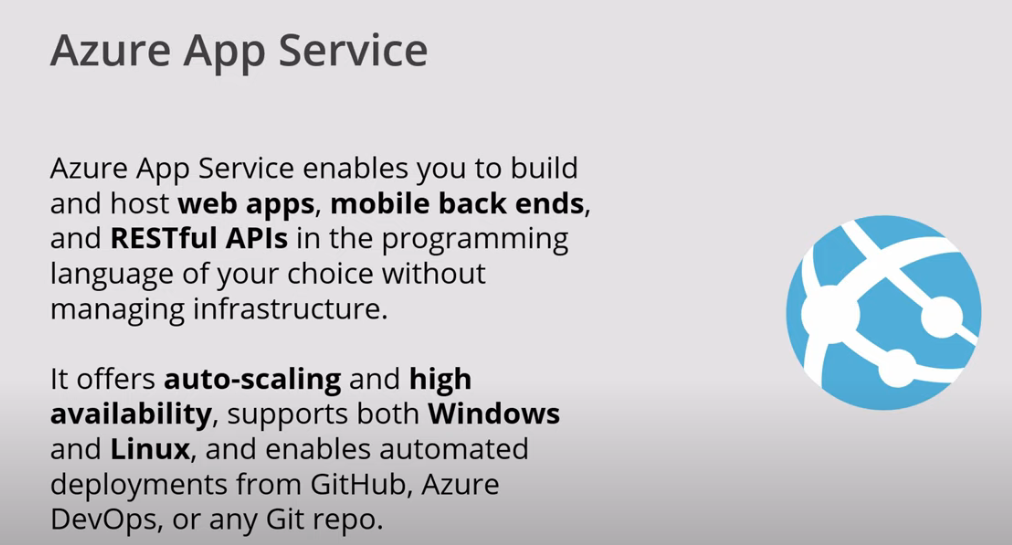 Azure App Service
Azure App Service enables you to build
and host web apps, mobile back ends,
and RESTful APIs in the programming
language of your choice without
managing infrastructure.
It offers auto-scaling and high
availability, supports both Windows
and Linux, and enables automated
deployments from GitHub, Azure
DevOps, or any Git repo.